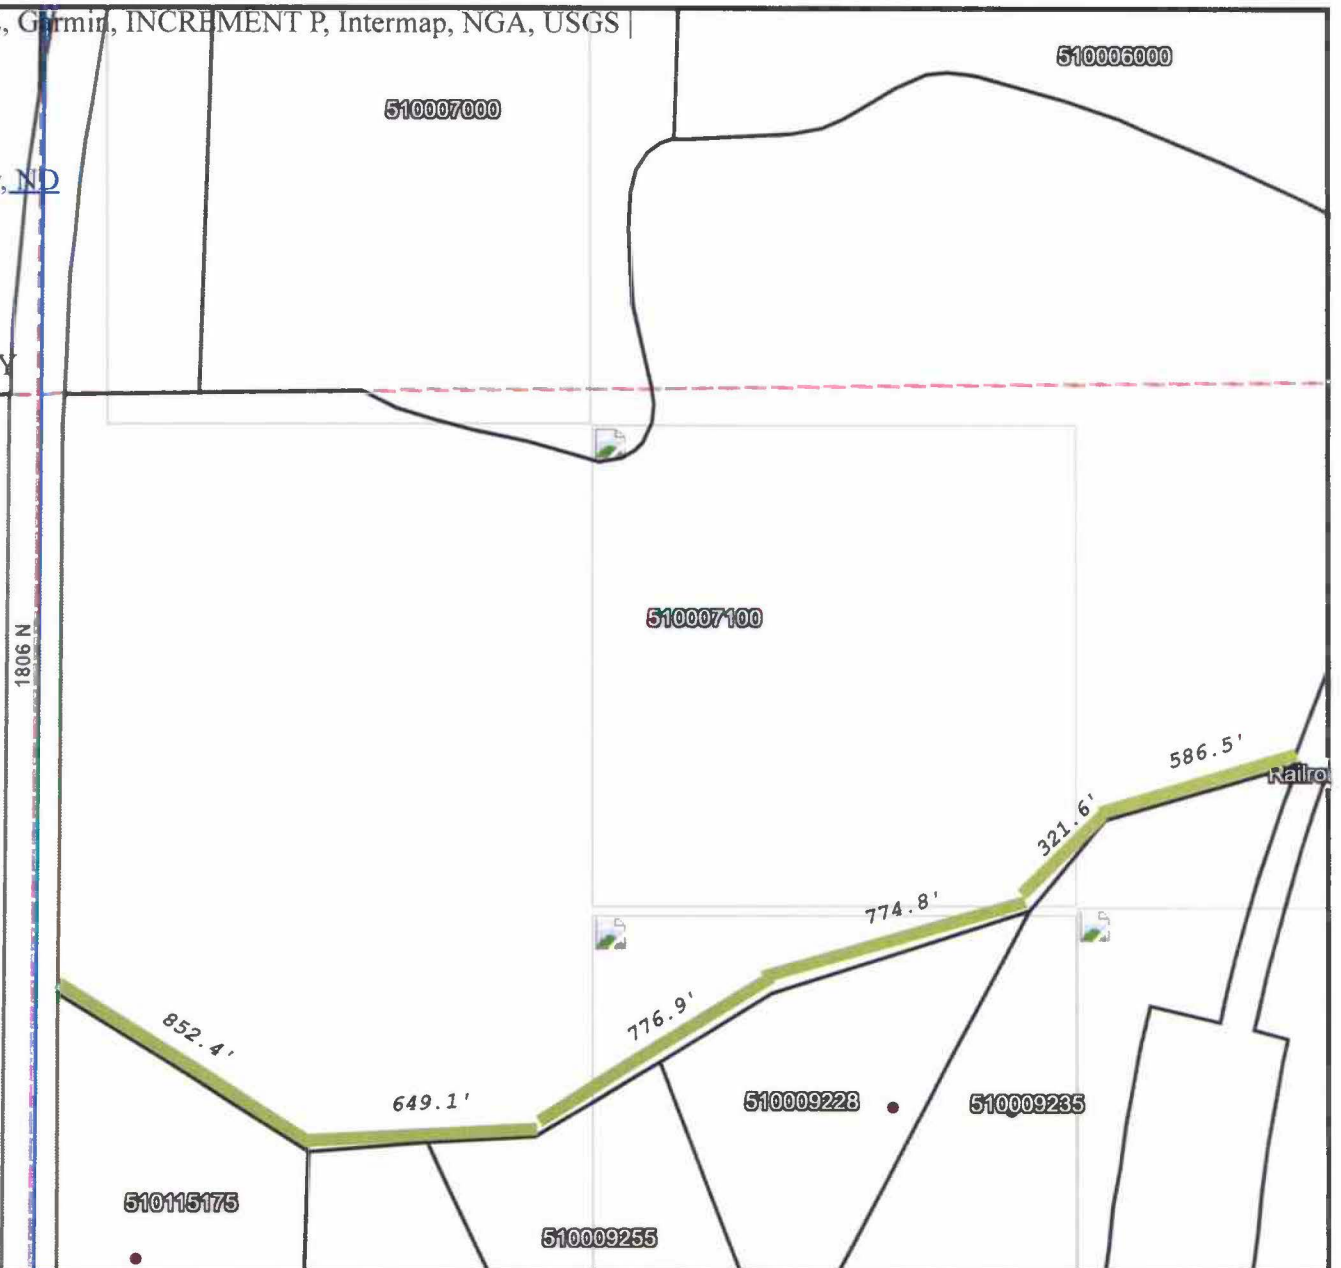 Garmin, INCREMENT P, Intermap, NGA, USGS |
510006000
510007000
, ND
Y
510007100
1806 N
586.5'
Railro
321.6'
774.8'
776.9'
852.4'
649.1'
510009228
510009235
510115175
510009255